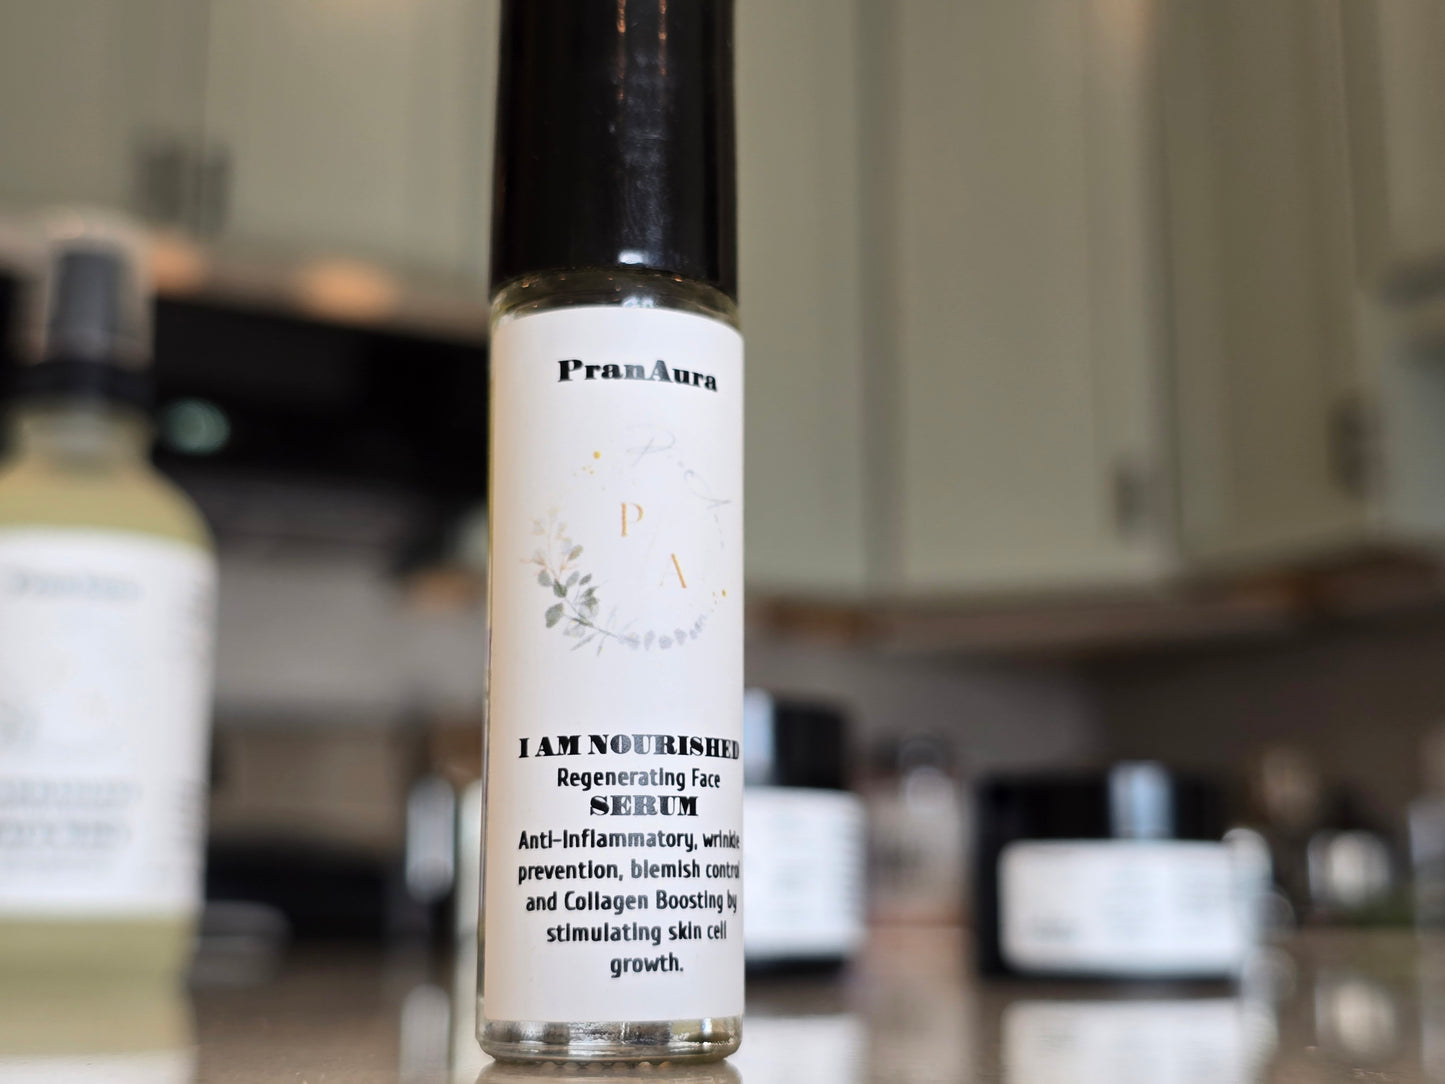 PranAura
P
A
I AM NOURISHED
Regenerating Face
SERUM
Anti-Inflammatory, wrinkle
prevention, blemish control
and Collagen Boosting by
stimulating skin cell
growth.